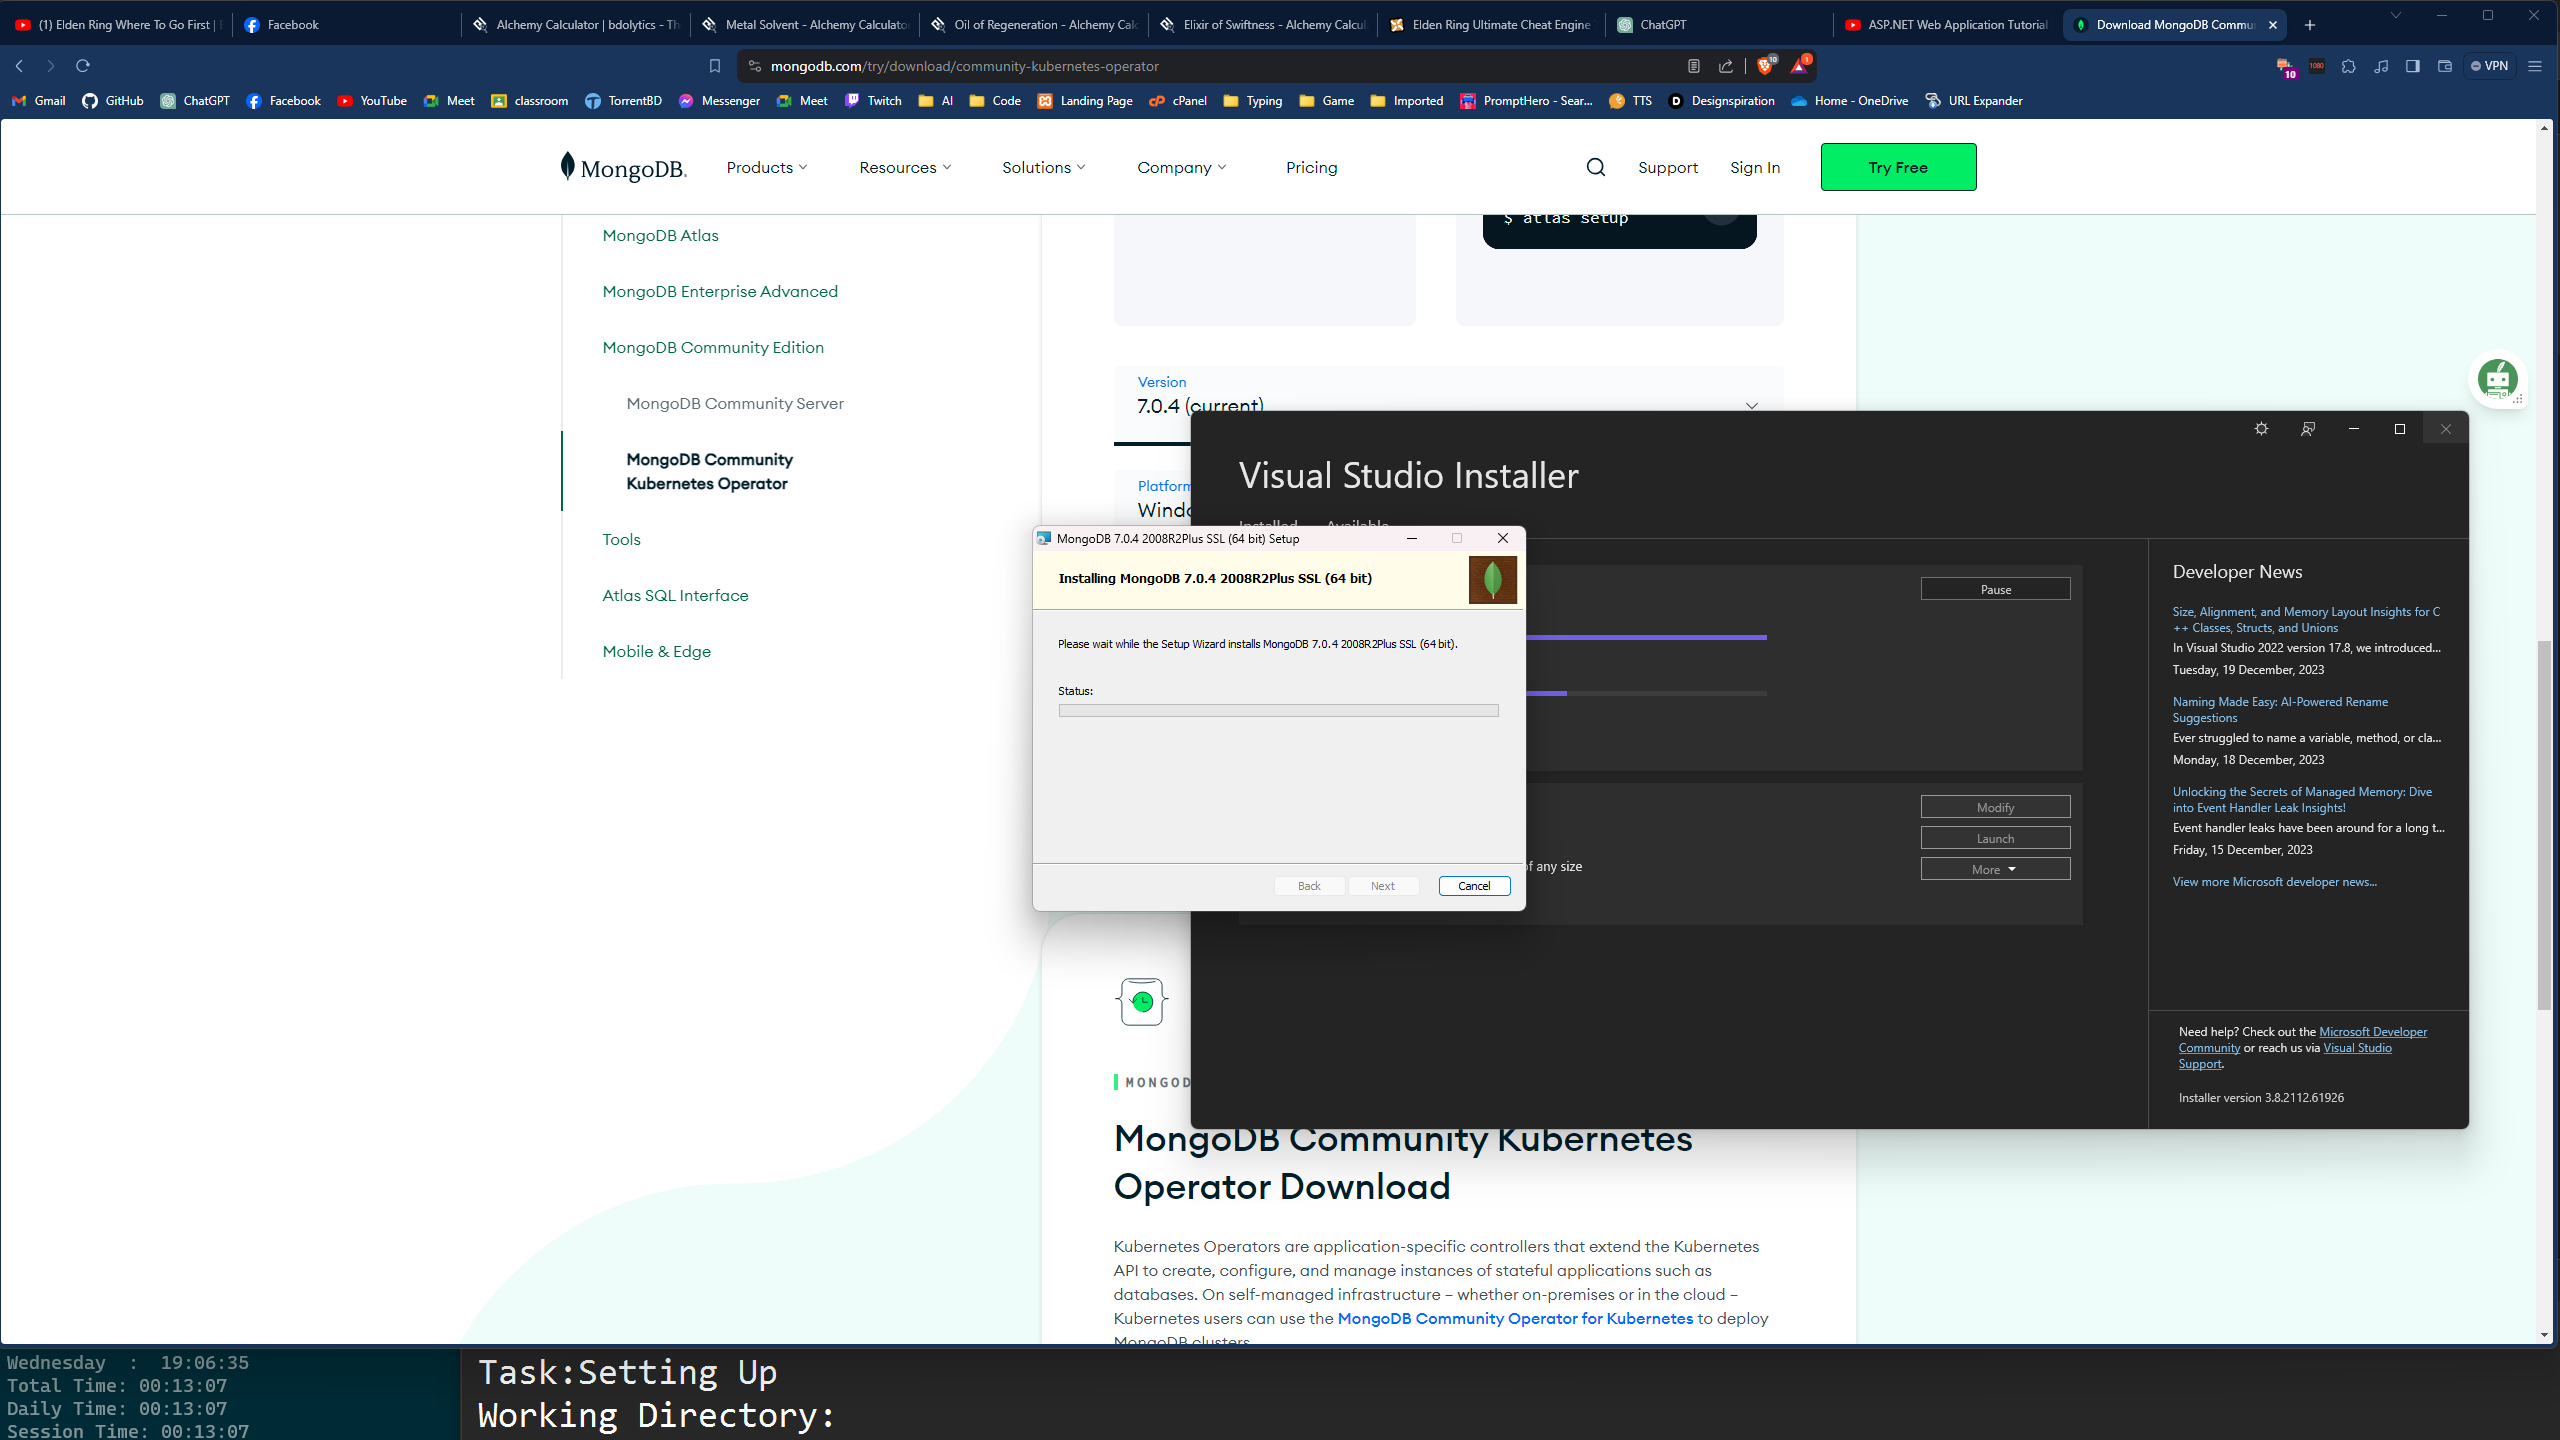 (1) Elden Ring Where To Go First |
Facebook
Alchemy Calculator | bdolytics - Th
Metal Solvent - Alchemy Calculator
Oil of Regeneration - Alchemy Calc
Elixir of Swiftness - Alchemy Calcul
Elden Ring Ultimate Cheat Engine
ChatGPT
ASP.NET Web Application Tutorial
Download MongoDB Commu
mongodb.com/try/download/community-kubernetes-operator
10
1
10
1080
VPN
Gmail
GitHub
ChatGPT
Facebook
YouTube
Meet
classroom
TorrentBD
Messenger
Meet
Twitch
AI
Code
Landing Page
cPanel
Typing
Game
Imported
PromptHero - Sear...
TTS
Designspiration
Home - OneDrive
URL Expander
MongoDB.
Products
Resources
Solutions
Company
Pricing
Support
Sign In
Try Free
$ atlas setup
MongoDB Atlas
MongoDB Enterprise Advanced
MongoDB Community Edition
MongoDB Community Server
MongoDB Community
Kubernetes Operator
Tools
Atlas SQL Interface
Mobile & Edge
Version
7.0.4 (current)
Platform
Windo
Visual Studio Installer
Installed
Available
Pause
Modify
Launch
More
of any size
Developer News
Size, Alignment, and Memory Layout Insights for C
++ Classes, Structs, and Unions
In Visual Studio 2022 version 17.8, we introduced...
Tuesday, 19 December, 2023
Naming Made Easy: AI-Powered Rename
Suggestions
Ever struggled to name a variable, method, or cla...
Monday, 18 December, 2023
Unlocking the Secrets of Managed Memory: Dive
into Event Handler Leak Insights!
Event handler leaks have been around for a long t...
Friday, 15 December, 2023
View more Microsoft developer news...
Need help? Check out the Microsoft Developer
Community or reach us via Visual Studio
Support.
Installer version 3.8.2112.61926
MongoDB 7.0.4 2008R2Plus SSL (64 bit) Setup
Installing MongoDB 7.0.4 2008R2Plus SSL (64 bit)
Please wait while the Setup Wizard installs MongoDB 7.0.4 2008R2Plus SSL (64 bit).
Status:
Back
Next
Cancel
MONGOD
MongoDB Community Kubernetes
Operator Download
Kubernetes Operators are application-specific controllers that extend the Kubernetes
API to create, configure, and manage instances of stateful applications such as
databases. On self-managed infrastructure – whether on-premises or in the cloud –
Kubernetes users can use the MongoDB Community Operator for Kubernetes to deploy
MongoDB clusters.
Wednesday : 19:06:35
Total Time: 00:13:07
Daily Time: 00:13:07
Session Time: 00:13:07
Task:Setting Up
Working Directory: